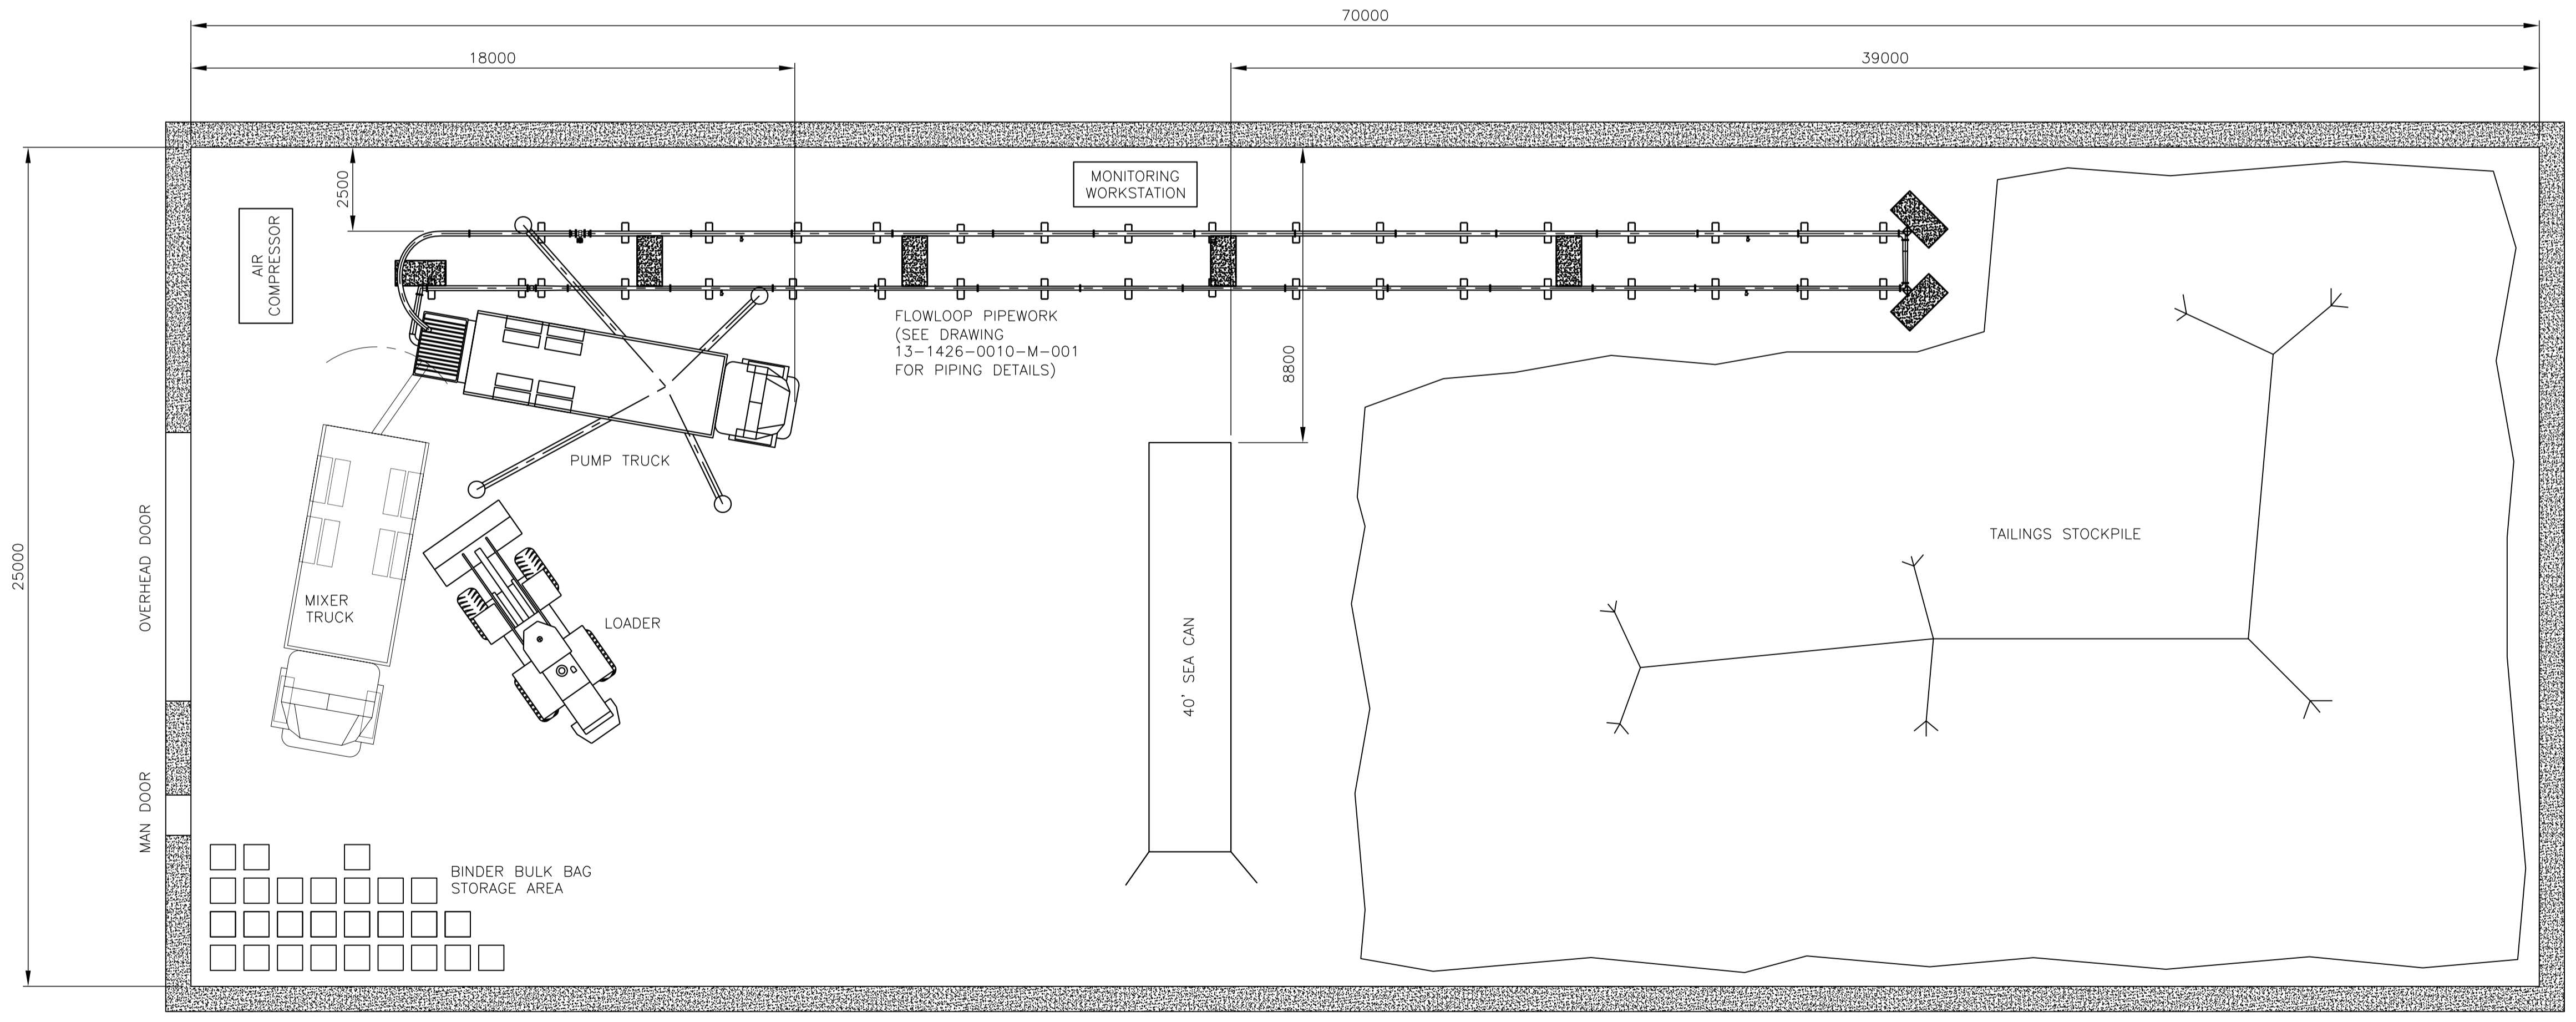 70000
18000
39000
2500
MONITORING
WORKSTATION
AIR
COMPRESSOR
FLOWLOOP PIPEWORK
(SEE DRAWING
13-1426-0010-M-001
FOR PIPING DETAILS)
8800
PUMP TRUCK
25000
OVERHEAD DOOR
TAILINGS STOCKPILE
MIXER
TRUCK
LOADER
40' SEA CAN
MAN DOOR
BINDER BULK BAG
STORAGE AREA